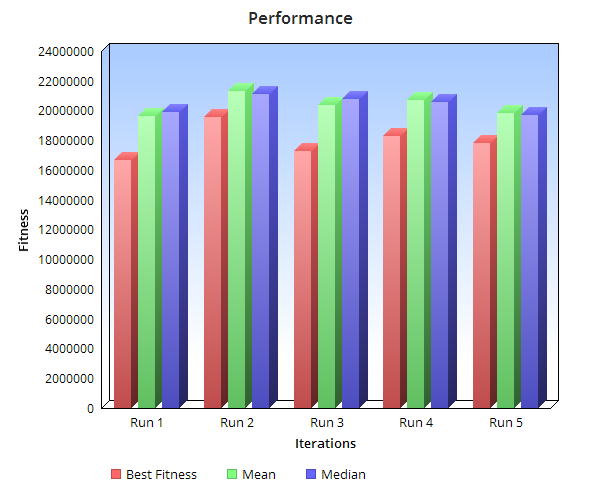 Performance
24000000
22000000
20000000
18000000
16000000
14000000
12000000
10000000
8000000
6000000
4000000
2000000
0
Fitness
Run 1 Run 2 Run 3 Run 4 Run 5
Iterations
Best Fitness Mean Median